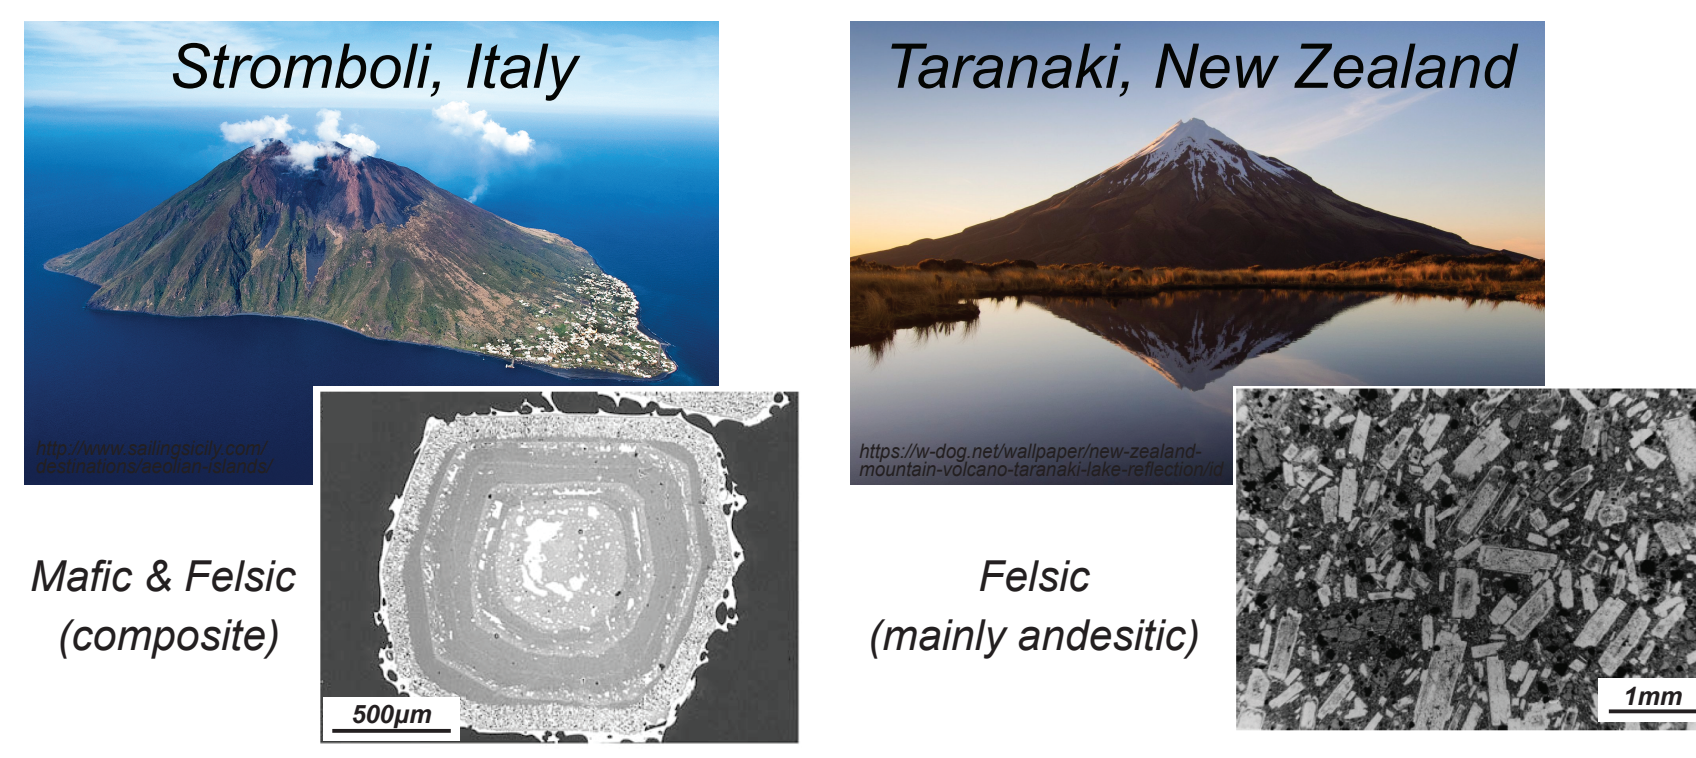 Stromboli, Italy
Taranaki, New Zealand
http://www.sailingsicily.com/
destinations/aeolian-islands/
https://w-dog.net/wallpaper/new-zealand-
mountain-volcano-taranaki-lake-reflection/id
Mafic & Felsic
(composite)
500µm
Felsic
(mainly andesitic)
1mm